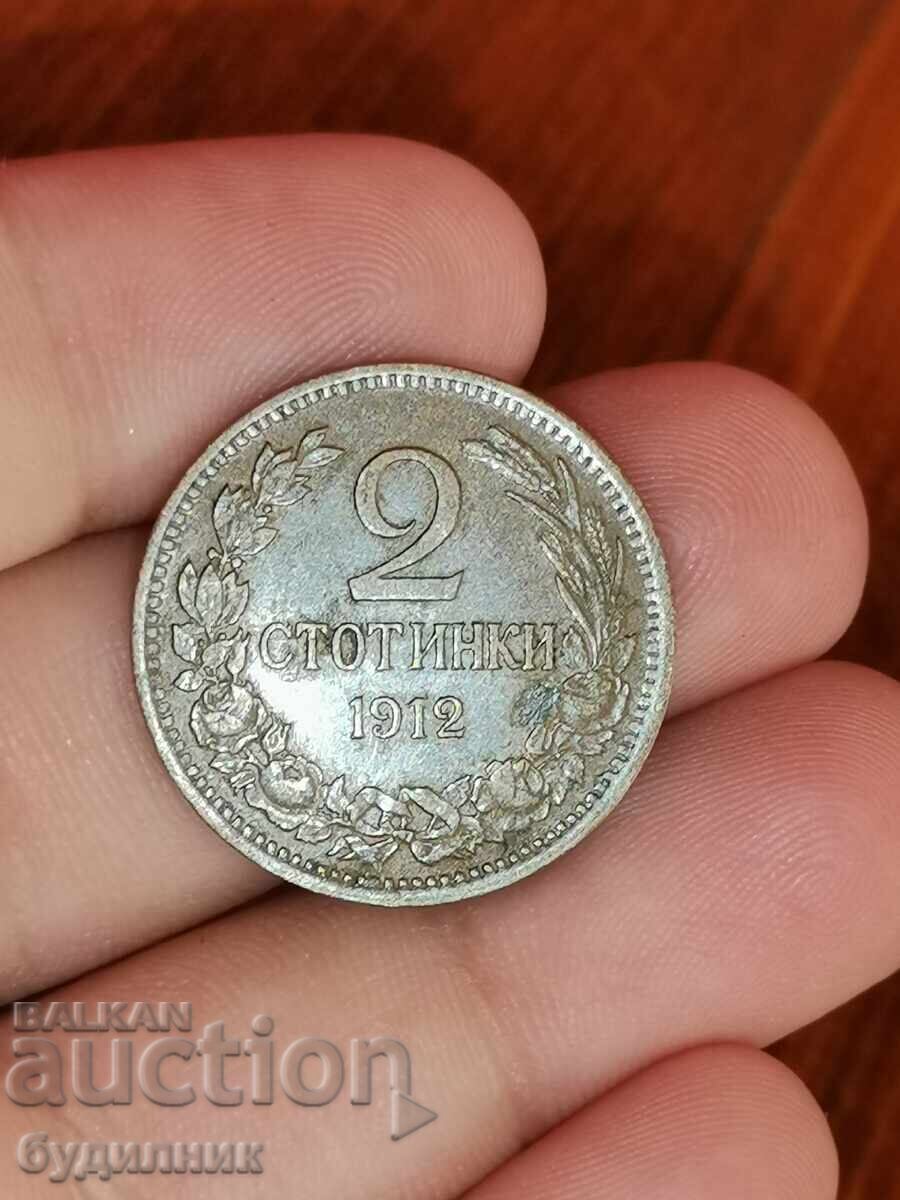 2
СТОТИНКИ
1912
BALKAN
auction
будилник